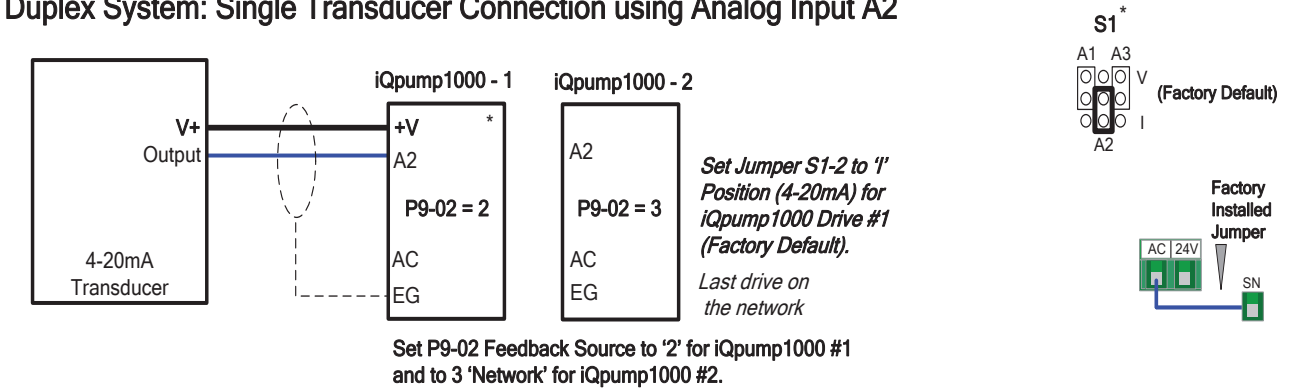 Duplex System: Single Transducer Connection using Analog Input A2
iQpump1000 - 1
iQpump1000 - 2
V+
Output
4-20mA
Transducer
+V
*
A2
P9-02 = 2
AC
EG
A2
P9-02 = 3
AC
EG
Set Jumper S1-2 to 'I'
Position (4-20mA) for
iQpump1000 Drive #1
(Factory Default).
Last drive on
the network
Set P9-02 Feedback Source to '2' for iQpump1000 #1
and to 3 'Network' for iQpump1000 #2.
S1*
A1 A3
V
(Factory Default)
I
A2
Factory
Installed
Jumper
AC 24V
SN